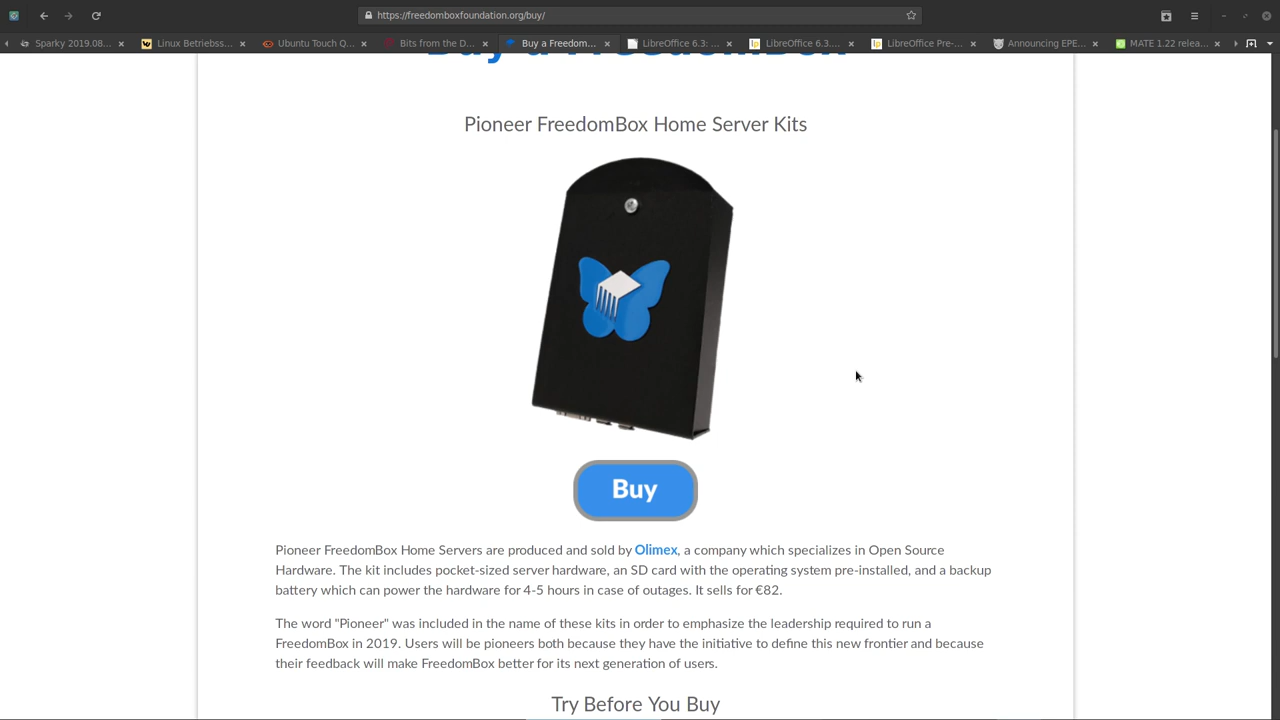 https://freedomboxfoundation.org/buy/
Sparky 2019.08...
Linux Betriebss...
Ubuntu Touch Q...
Bits from the D...
Buy a Freedom...
LibreOffice 6.3: ...
LibreOffice 6.3....
LibreOffice Pre-...
Announcing EPE...
MATE 1.22 relea...
Buy a FreedomBox
Pioneer FreedomBox Home Server Kits
Buy
Pioneer FreedomBox Home Servers are produced and sold by Olimex, a company which specializes in Open Source
Hardware. The kit includes pocket-sized server hardware, an SD card with the operating system pre-installed, and a backup
battery which can power the hardware for 4-5 hours in case of outages. It sells for €82.
The word "Pioneer" was included in the name of these kits in order to emphasize the leadership required to run a
FreedomBox in 2019. Users will be pioneers both because they have the initiative to define this new frontier and because
their feedback will make FreedomBox better for its next generation of users.
Try Before You Buy